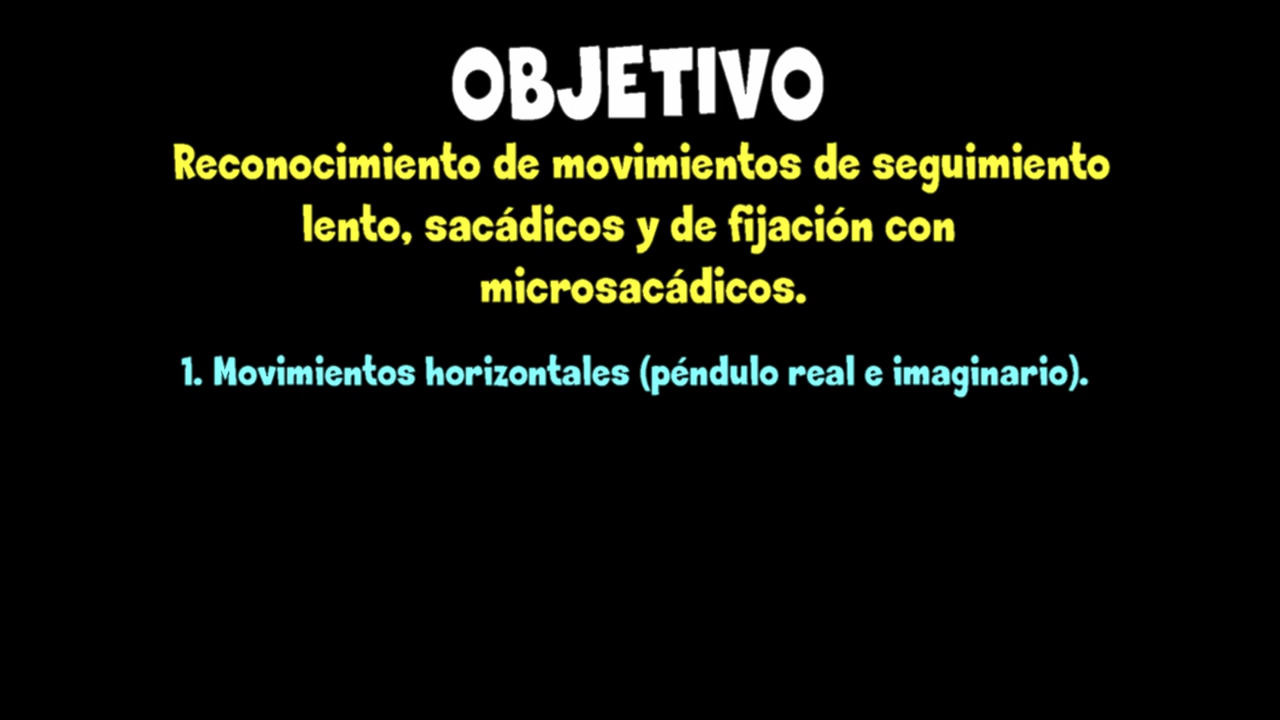 OBJETIVO
Reconocimiento de movimientos de seguimiento
lento, sacádicos y de fijación con
microsacádicos.
1. Movimientos horizontales (péndulo real e imaginario).